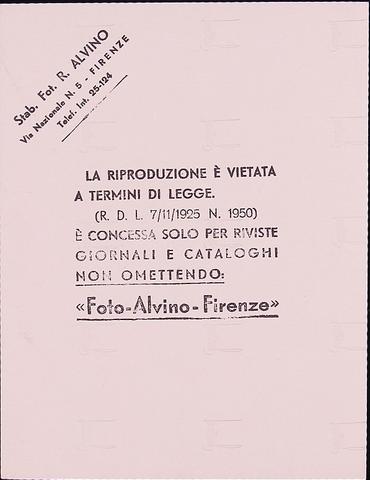 Stab. Fot. R. ALVINO
Via Nazionale N. 5 - FIRENZE
Telef. Int. 25-124
LA RIPRODUZIONE È VIETATA
A TERMINI DI LEGGE.
(R. D. L. 7/11/1925 N. 1950)
È CONCESSA SOLO PER RIVISTE
GIORNALI E CATALOGHI
NON OMETTENDO:
«Foto-Alvino-Firenze»